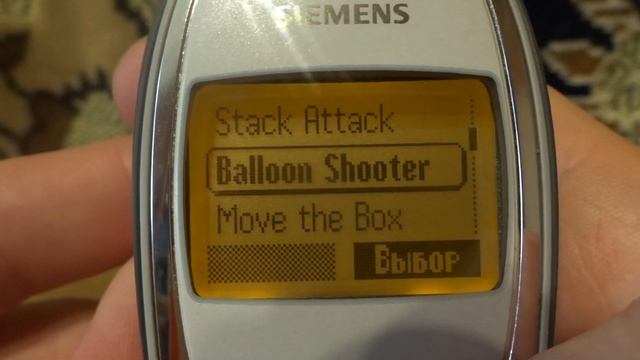 SIEMENS
Stack Attack
Balloon Shooter
Move the Box
Выбор